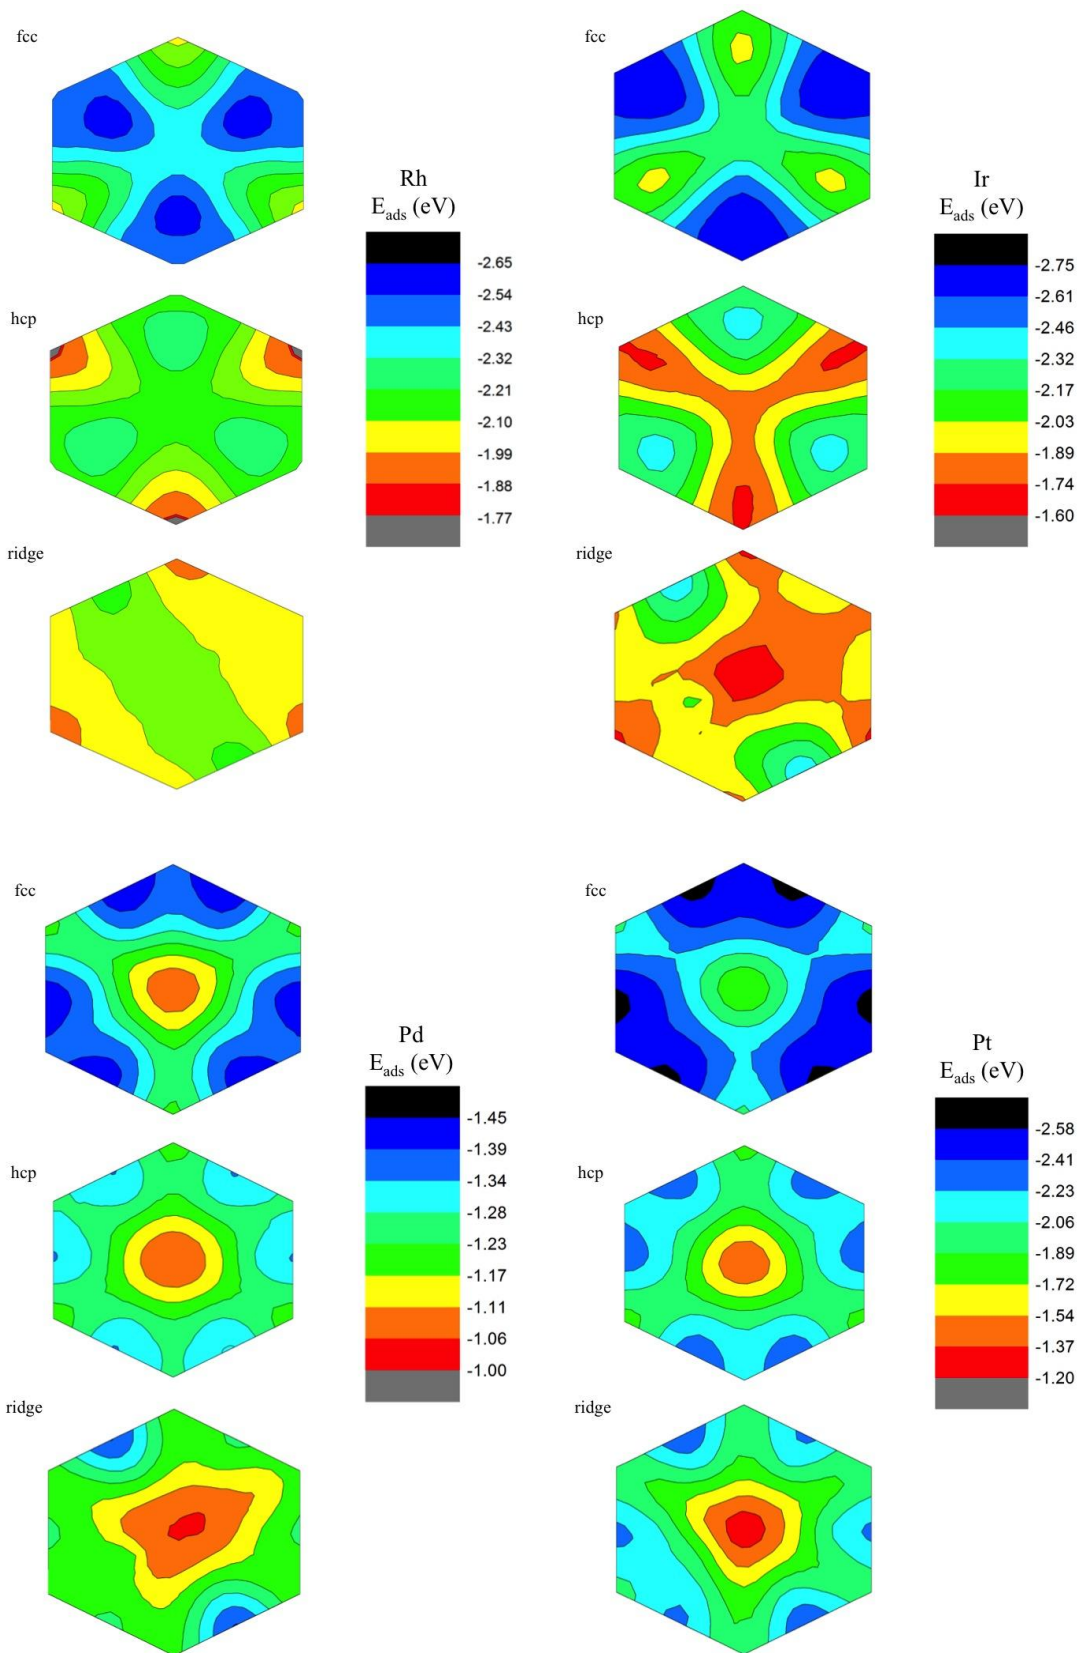 fcc
fcc
Rh
E_ads (eV)
Ir
E_ads (eV)
-2.65
-2.54
-2.43
-2.32
-2.21
-2.10
-1.99
-1.88
-1.77
-2.75
-2.61
-2.46
-2.32
-2.17
-2.03
-1.89
-1.74
-1.60
hcp
hcp
ridge
ridge
fcc
fcc
Pd
E_ads (eV)
Pt
E_ads (eV)
-1.45
-1.39
-1.34
-1.28
-1.23
-1.17
-1.11
-1.06
-1.00
-2.58
-2.41
-2.23
-2.06
-1.89
-1.72
-1.54
-1.37
-1.20
hcp
hcp
ridge
ridge